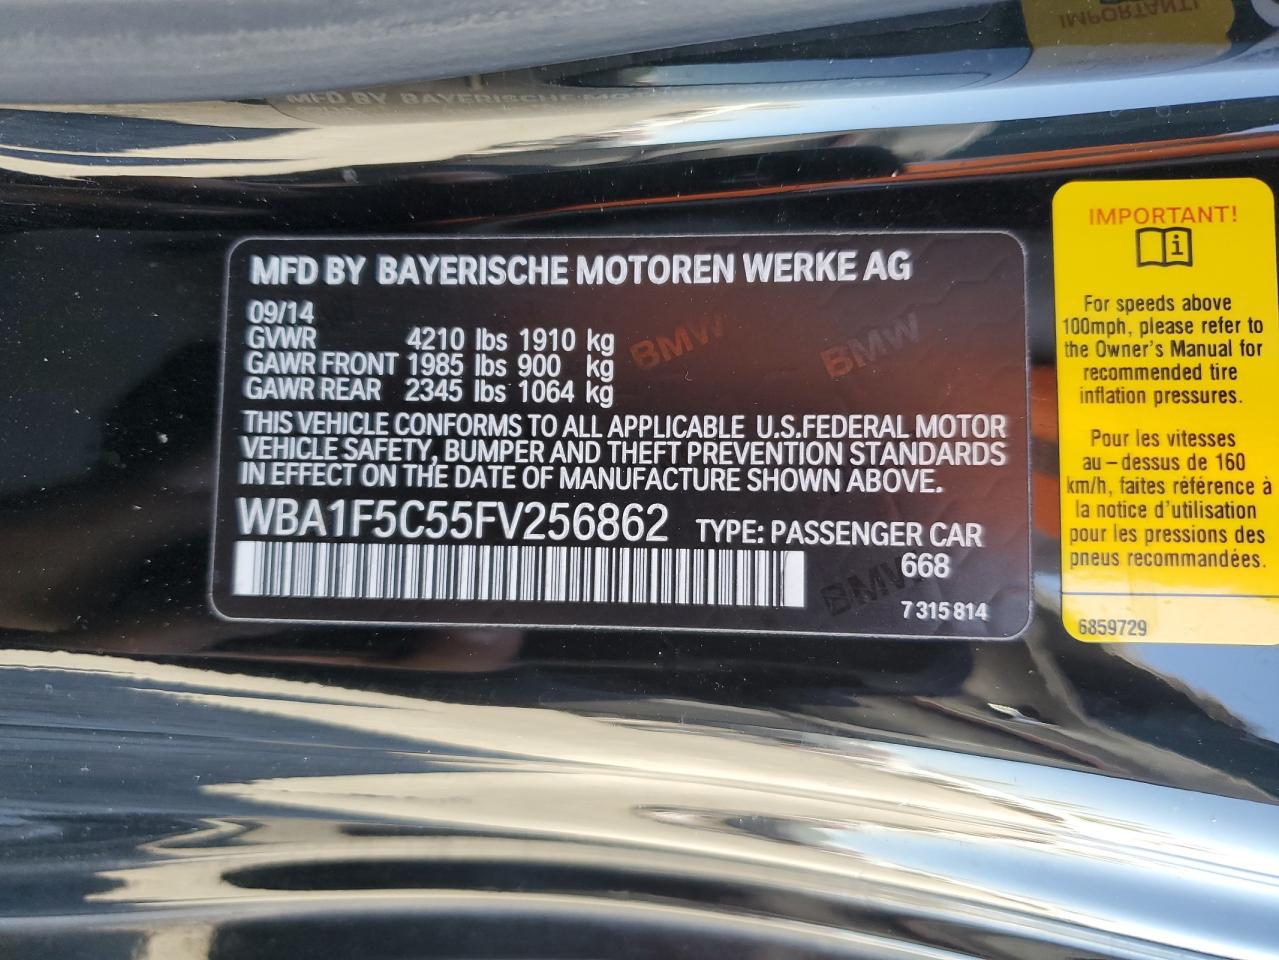 MFD BY BAYERISCHE MOTOREN WERKE AG
09/14
GVWR 4210 lbs 1910 kg
GAWR FRONT 1985 lbs 900 kg
GAWR REAR 2345 lbs 1064 kg
BMW BMW
THIS VEHICLE CONFORMS TO ALL APPLICABLE U.S.FEDERAL MOTOR
VEHICLE SAFETY, BUMPER AND THEFT PREVENTION STANDARDS
IN EFFECT ON THE DATE OF MANUFACTURE SHOWN ABOVE.
WBA1F5C55FV256862 TYPE: PASSENGER CAR
668
BMW
7 315 814
IMPORTANT!
For speeds above
100mph, please refer to
the Owner's Manual for
recommended tire
inflation pressures.
Pour les vitesses
au-dessus de 160
km/h, faites référence à
la notice d'utilisation
pour les pressions des
pneus recommandées.
6859729
IMPORTANT!
MFD BY BAYERISCHE MOTOREN